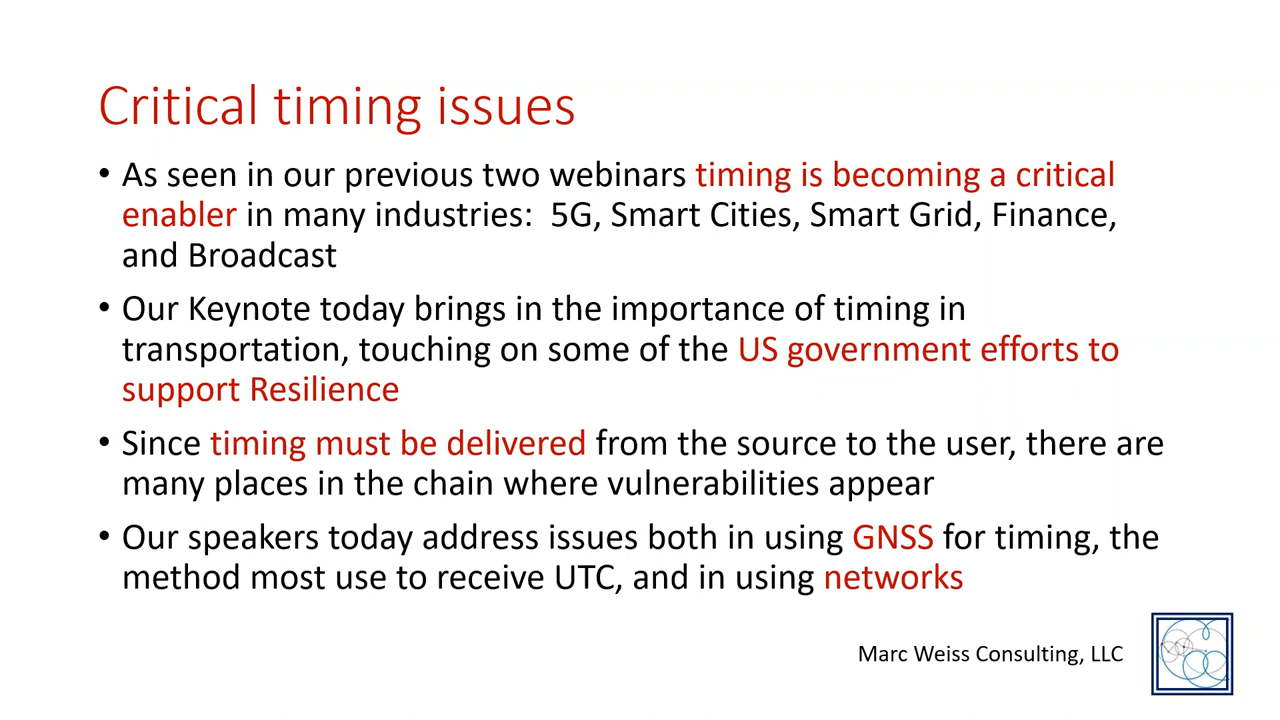 Critical timing issues
• As seen in our previous two webinars timing is becoming a critical
enabler in many industries:  5G, Smart Cities, Smart Grid, Finance,
and Broadcast
• Our Keynote today brings in the importance of timing in
transportation, touching on some of the US government efforts to
support Resilience
• Since timing must be delivered from the source to the user, there are
many places in the chain where vulnerabilities appear
• Our speakers today address issues both in using GNSS for timing, the
method most use to receive UTC, and in using networks
Marc Weiss Consulting, LLC